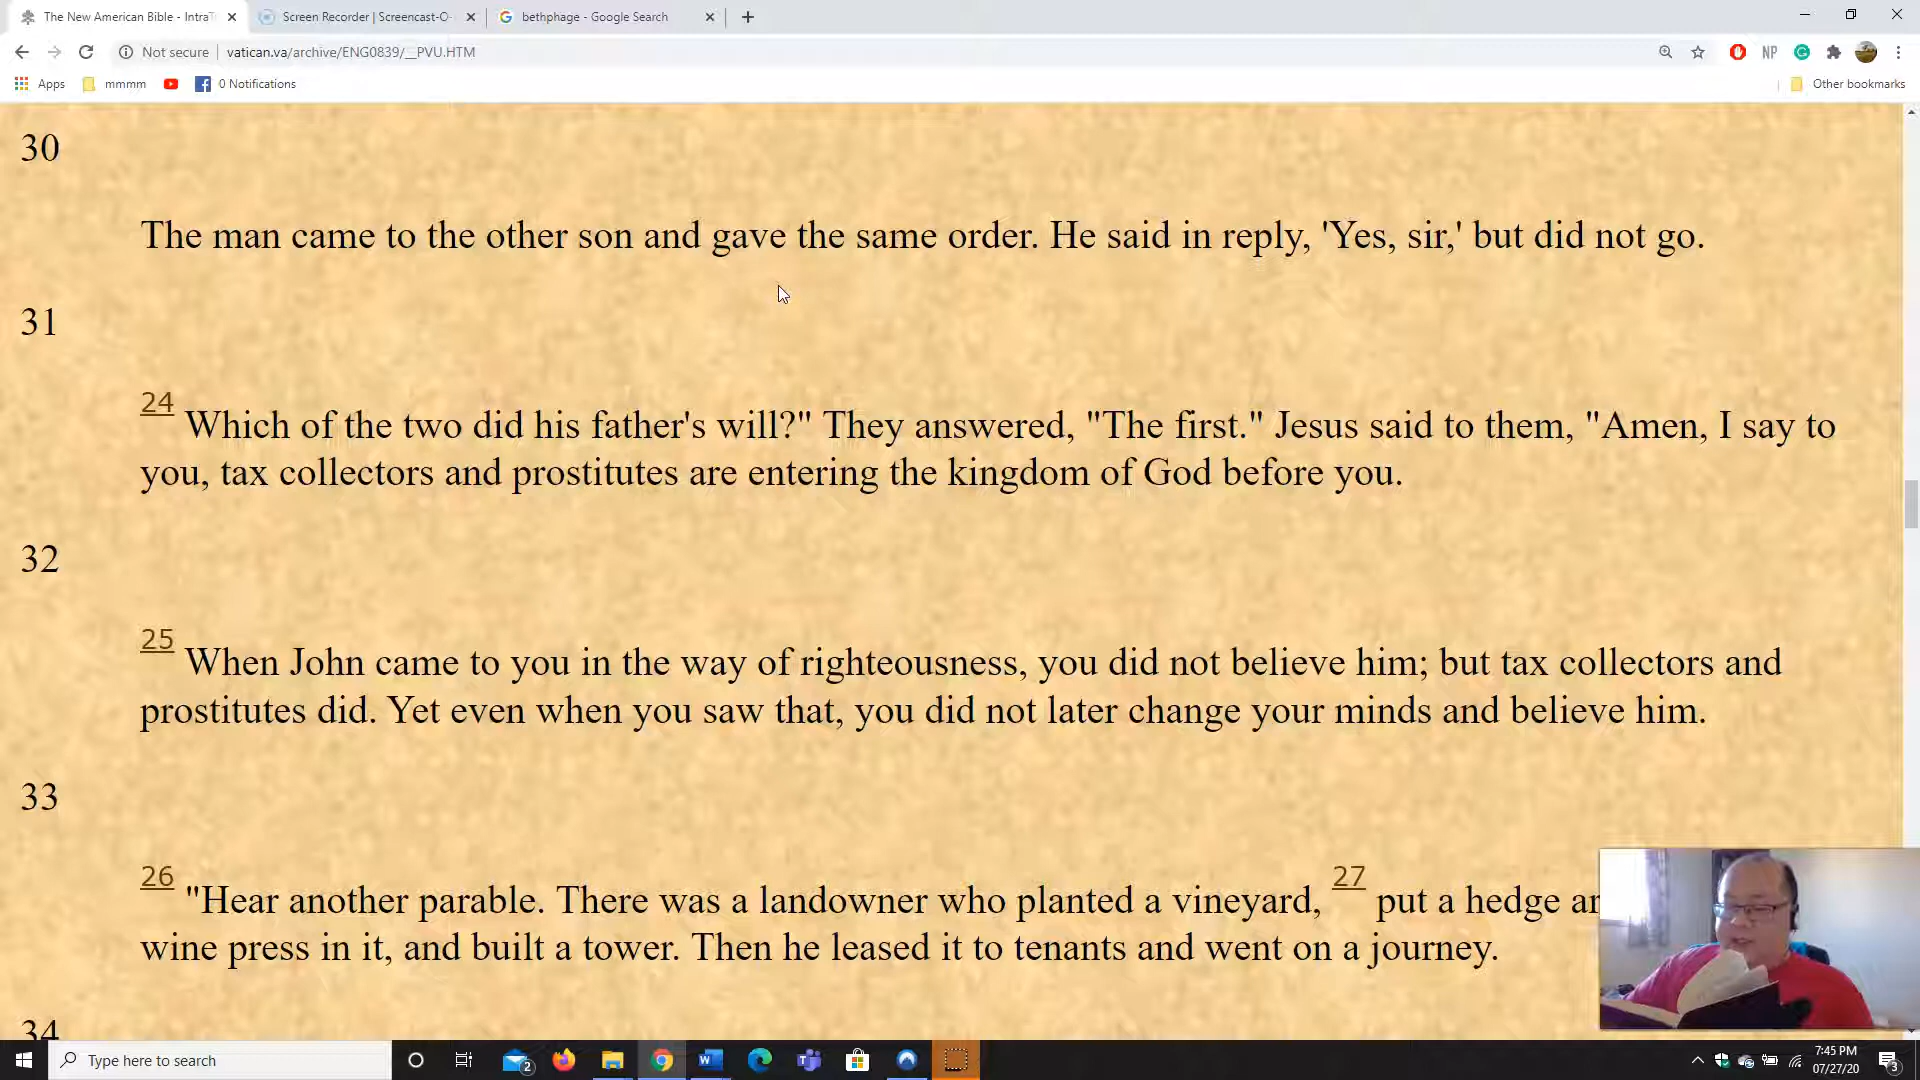 The New American Bible - IntraT
Screen Recorder | Screencast-O-
bethphage - Google Search
Not secure
vatican.va/archive/ENG0839/__PVU.HTM
NP
Apps
mmmm
0 Notifications
Other bookmarks
30
The man came to the other son and gave the same order. He said in reply, 'Yes, sir,' but did not go.
31
24 Which of the two did his father's will?" They answered, "The first." Jesus said to them, "Amen, I say to
you, tax collectors and prostitutes are entering the kingdom of God before you.
32
25 When John came to you in the way of righteousness, you did not believe him; but tax collectors and
prostitutes did. Yet even when you saw that, you did not later change your minds and believe him.
33
26 "Hear another parable. There was a landowner who planted a vineyard, 27 put a hedge ar
wine press in it, and built a tower. Then he leased it to tenants and went on a journey.
34
Type here to search
2
7:45 PM
07/27/20
3